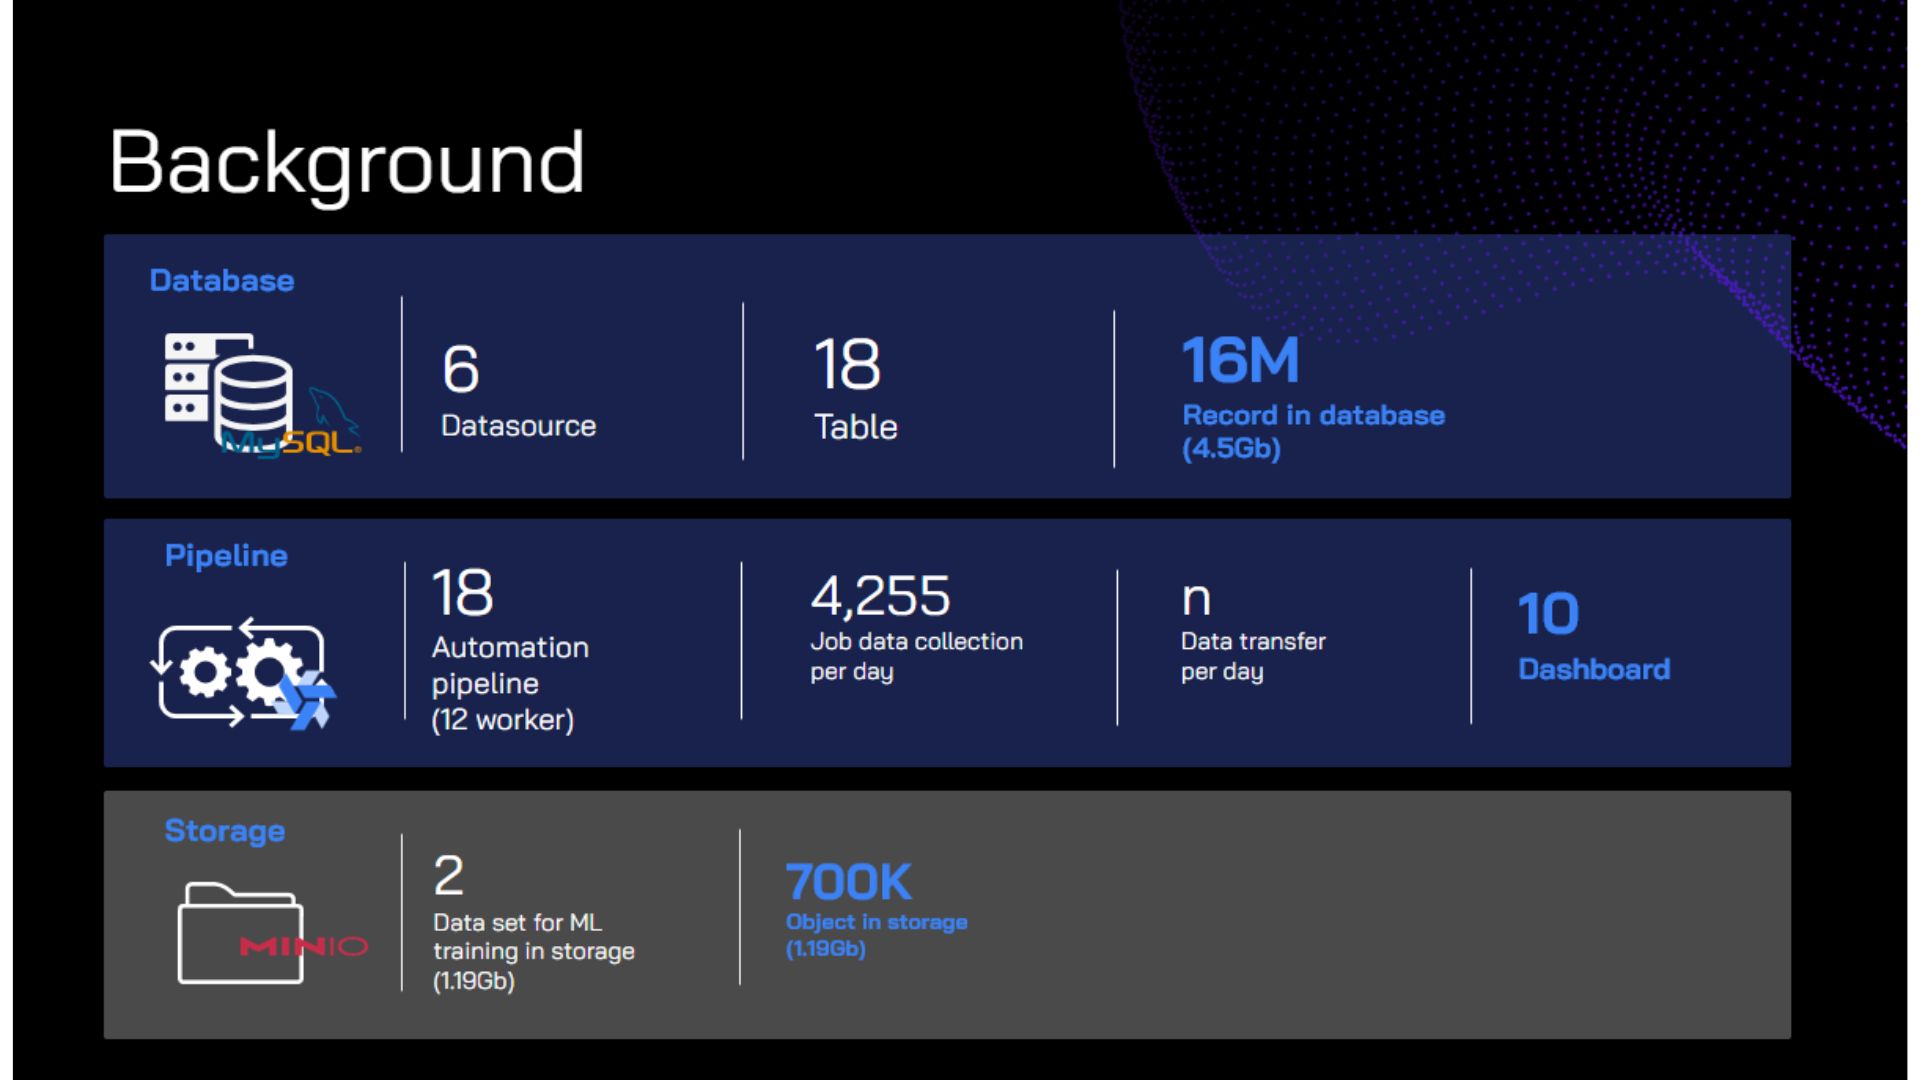 Background
Database
MySQL
6
Datasource
18
Table
16M
Record in database
(4.5Gb)
Pipeline
18
Automation
pipeline
(12 worker)
4,255
Job data collection
per day
n
Data transfer
per day
10
Dashboard
Storage
MINIO
2
Data set for ML
training in storage
(1.19Gb)
700K
Object in storage
(1.19Gb)